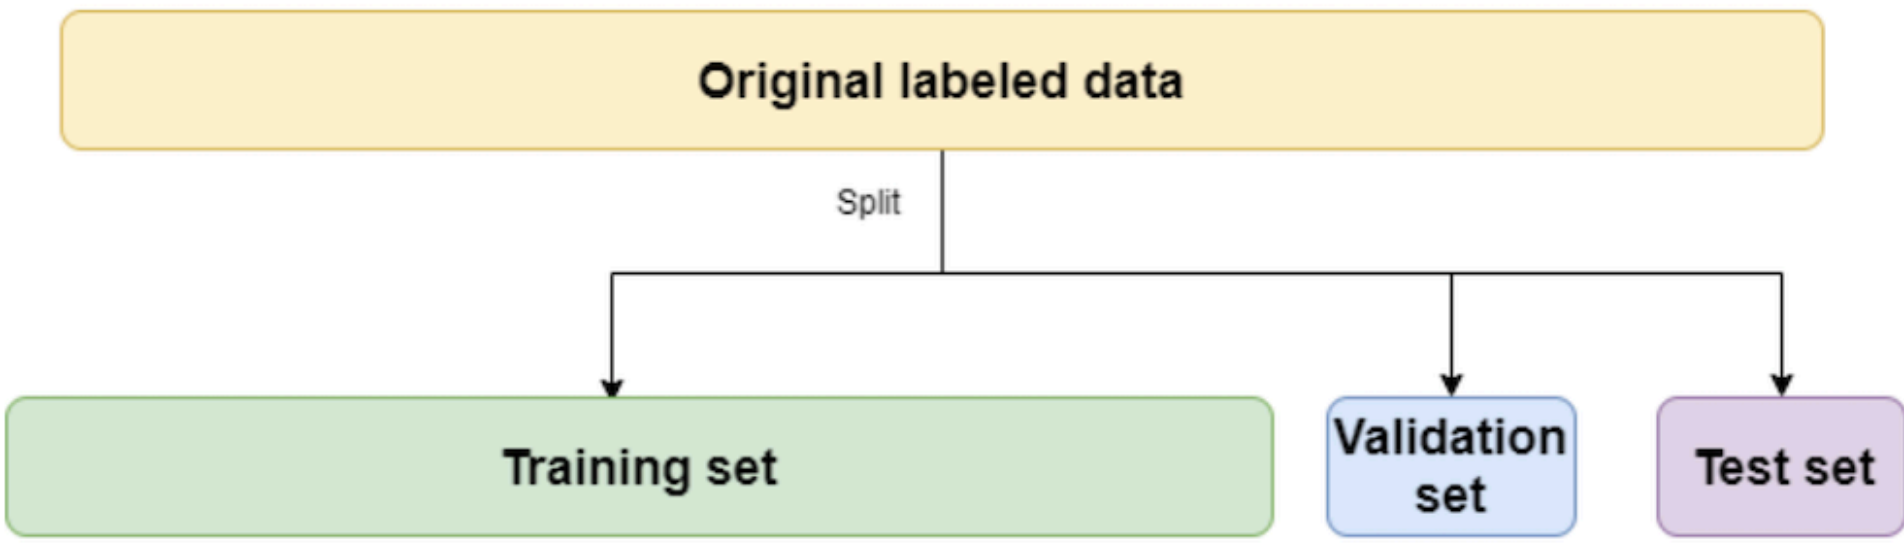 Original labeled data
Split
Training set
Validation
set
Test set